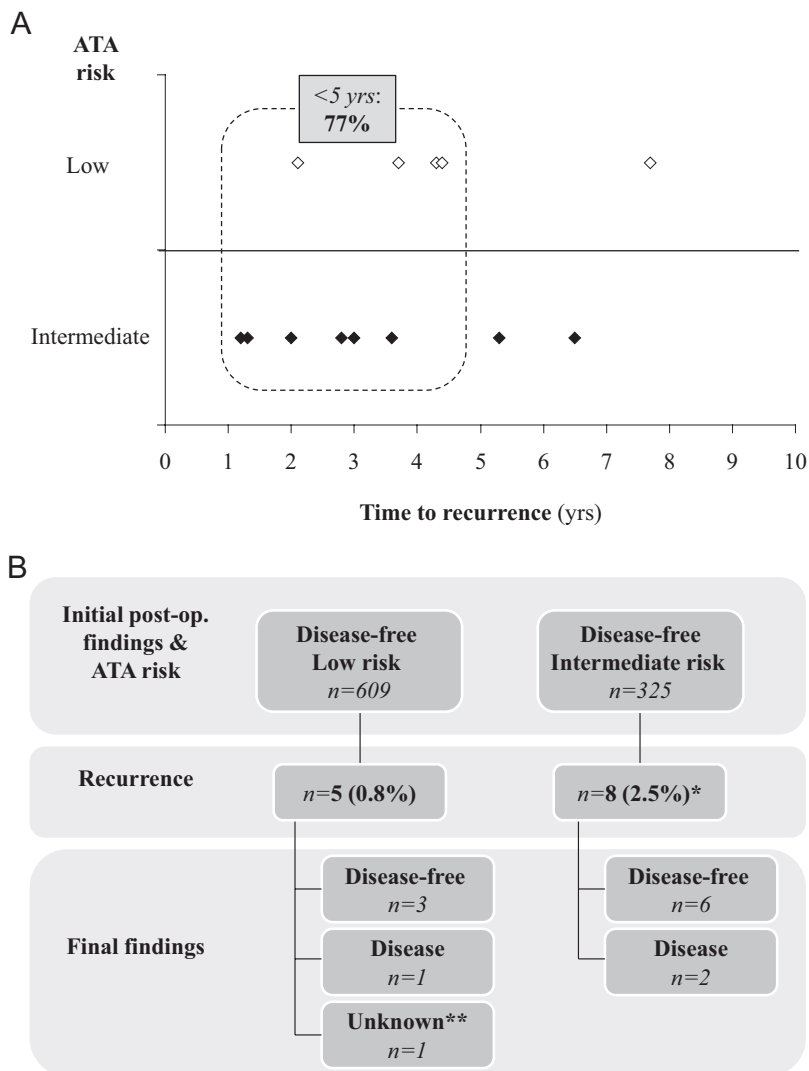 A
ATA
risk
<5 yrs:
77%
Low
Intermediate
0 1 2 3 4 5 6 7 8 9 10
Time to recurrence (yrs)
B
Initial post-op.
findings &
ATA risk
Disease-free
Low risk
n=609
Disease-free
Intermediate risk
n=325
Recurrence
n=5 (0.8%)
n=8 (2.5%)*
Final findings
Disease-free
n=3
Disease
n=1
Unknown**
n=1
Disease-free
n=6
Disease
n=2